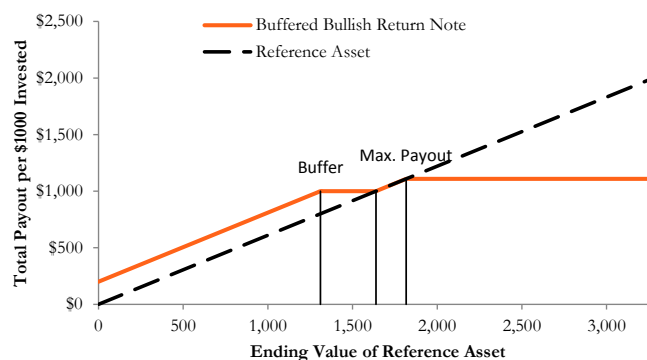 $2,500
Buffered Bullish Return Note
Reference Asset
$2,000
$1,500
Buffer
Max. Payout
$1,000
$500
$0
0
500
1,000
1,500
2,000
2,500
3,000
Total Payout per $1000 Invested
Ending Value of Reference Asset